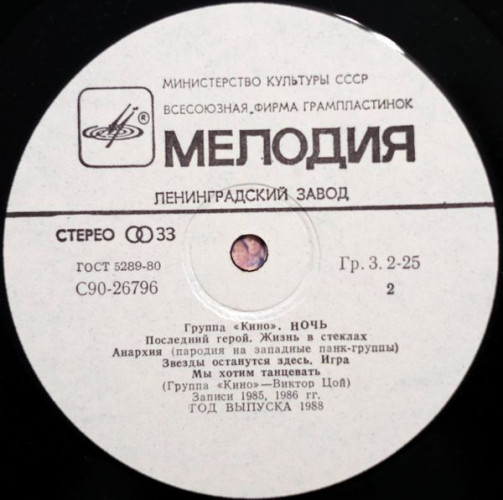 МИНИСТЕРСТВО КУЛЬТУРЫ СССР
ВСЕСОЮЗНАЯ ФИРМА ГРАМПЛАСТИНОК
®
МЕЛОДИЯ
ЛЕНИНГРАДСКИЙ ЗАВОД
СТЕРЕО 33
ГОСТ 5289-80
Гр. 3. 2-25
С90-26796
2
Группа «Кино». НОЧЬ
Последний герой. Жизнь в стеклах
Анархия (пародия на западные панк-группы)
Звезды останутся здесь. Игра
Мы хотим танцевать
(Группа «Кино»—Виктор Цой)
Записи 1985, 1986 гг.
ГОД ВЫПУСКА 1988